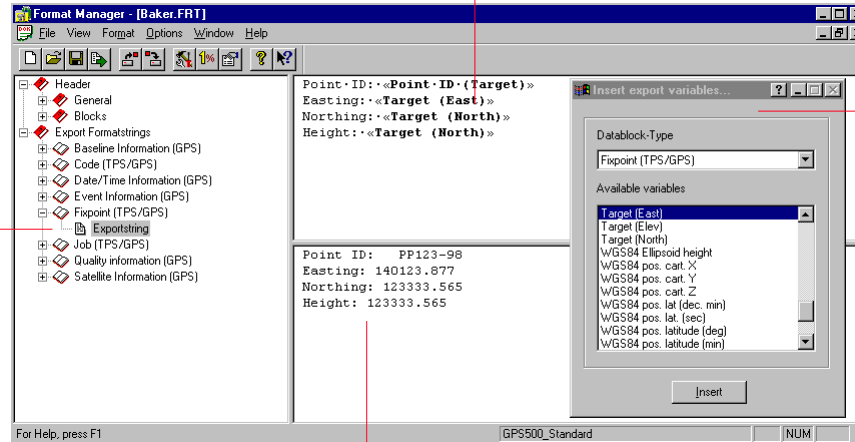 Format Manager - [Baker.FRT]
File View Format Options Window Help
Header
General
Blocks
Export Formatstrings
Baseline Information (GPS)
Code (TPS/GPS)
Date/Time Information (GPS)
Event Information (GPS)
Fixpoint (TPS/GPS)
Exportstring
Job (TPS/GPS)
Quality information (GPS)
Satellite Information (GPS)
Point·ID:·«Point·ID·(Target)»
Easting:·«Target (East)»
Northing:·«Target (North)»
Height:·«Target (North)»
Point ID: PP123-98
Easting: 140123.877
Northing: 123333.565
Height: 123333.565
Insert export variables...
Datablock-Type
Fixpoint (TPS/GPS)
Available variables
Target (East)
Target (Elev)
Target (North)
WGS84 Ellipsoid height
WGS84 pos. cart. X
WGS84 pos. cart. Y
WGS84 pos. cart. Z
WGS84 pos. lat (dec. min)
WGS84 pos. lat. (sec)
WGS84 pos. latitude (deg)
WGS84 pos. latitude (min)
Insert
For Help, press F1
GPS500_Standard
NUM